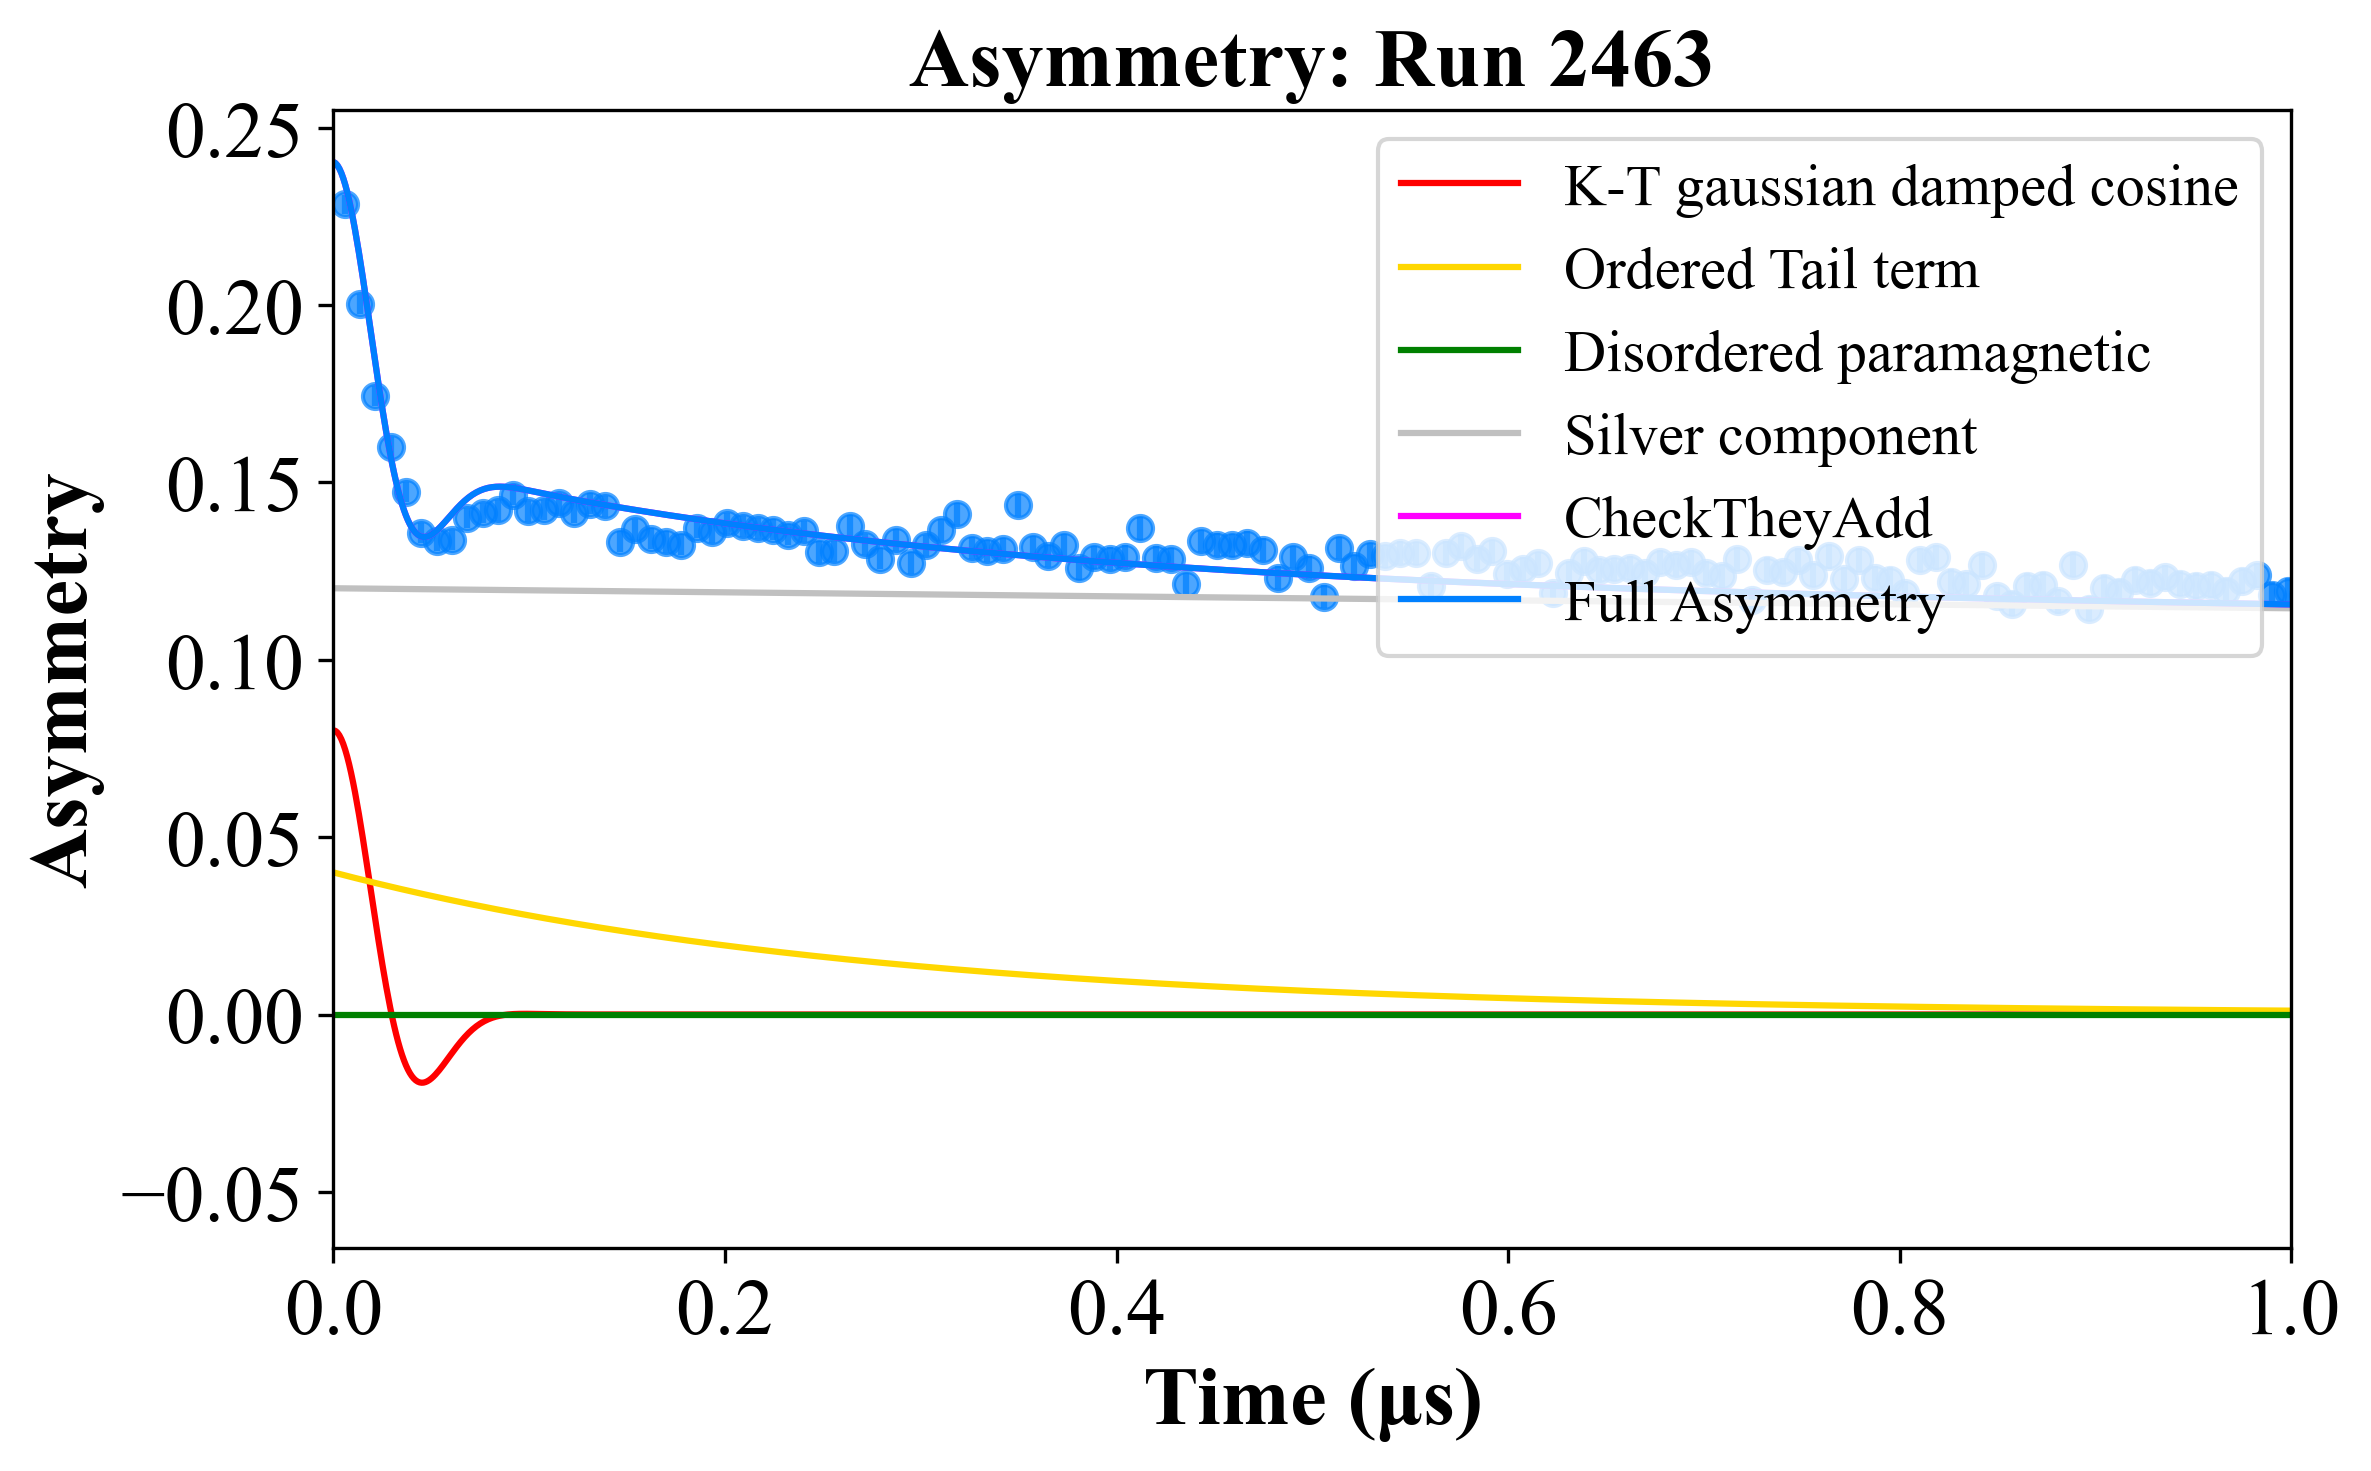 Asymmetry: Run 2463
0.25
0.20
0.15
0.10
0.05
0.00
−0.05
Asymmetry
K-T gaussian damped cosine
Ordered Tail term
Disordered paramagnetic
Silver component
CheckTheyAdd
Full Asymmetry
0.0 0.2 0.4 0.6 0.8 1.0
Time (μs)